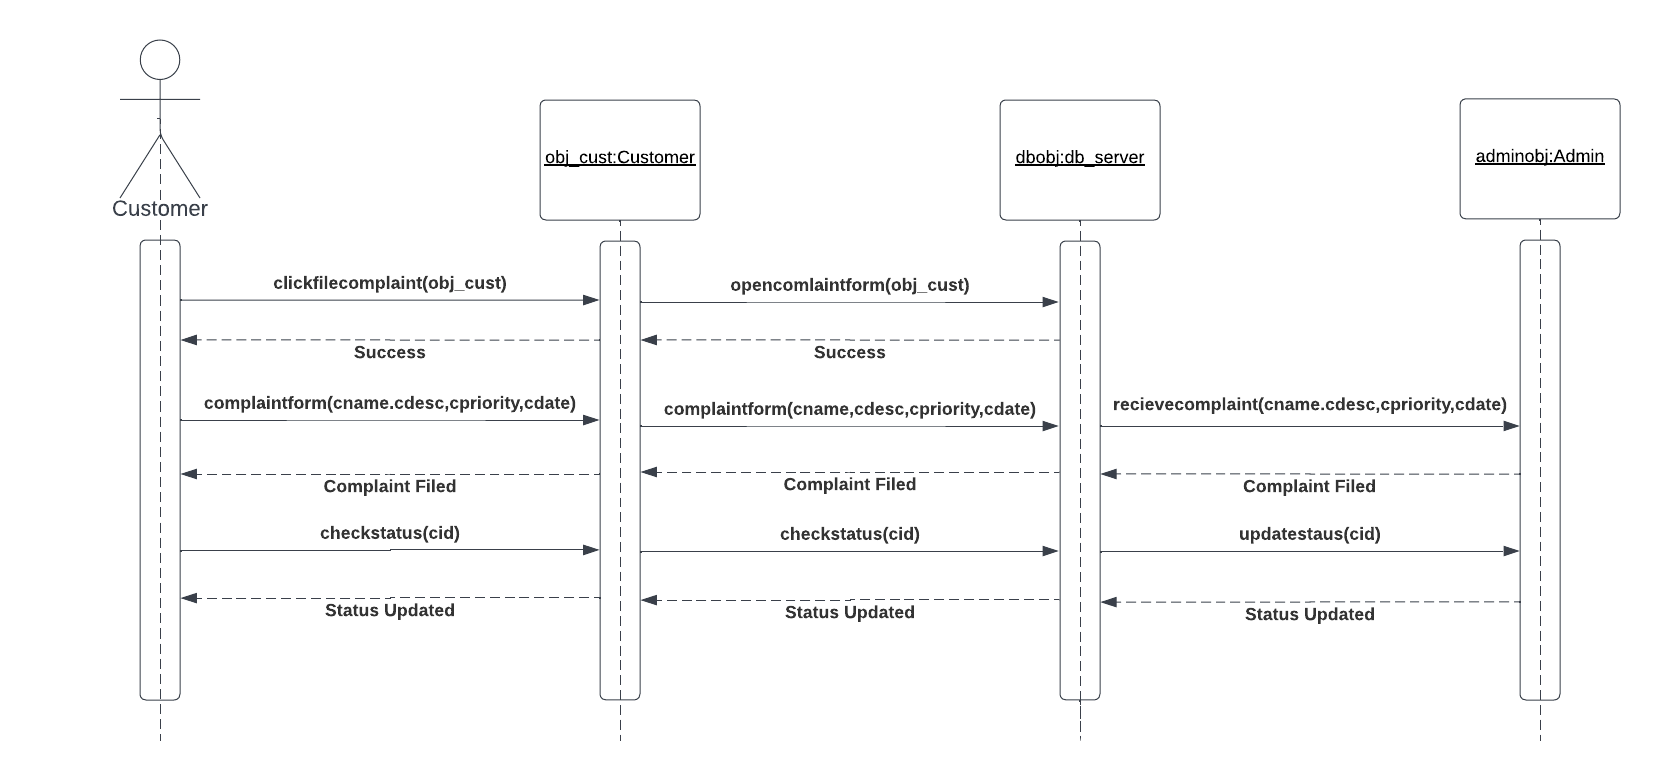 Customer
obj_cust:Customer
dbobj:db_server
adminobj:Admin
clickfilecomplaint(obj_cust)
opencomlaintform(obj_cust)
Success
Success
complaintform(cname.cdesc,cpriority,cdate)
complaintform(cname,cdesc,cpriority,cdate)
recievecomplaint(cname.cdesc,cpriority,cdate)
Complaint Filed
Complaint Filed
Complaint Filed
checkstatus(cid)
checkstatus(cid)
updatestaus(cid)
Status Updated
Status Updated
Status Updated